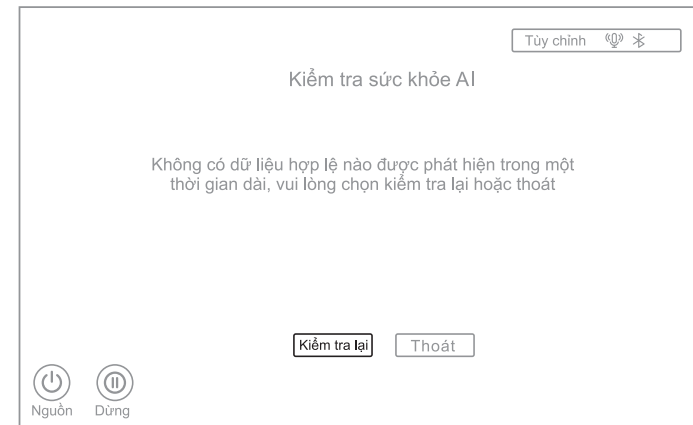 Tùy chỉnh
Kiểm tra sức khỏe AI
Không có dữ liệu hợp lệ nào được phát hiện trong một
thời gian dài, vui lòng chọn kiểm tra lại hoặc thoát
Kiểm tra lại
Thoát
Nguồn
Dừng